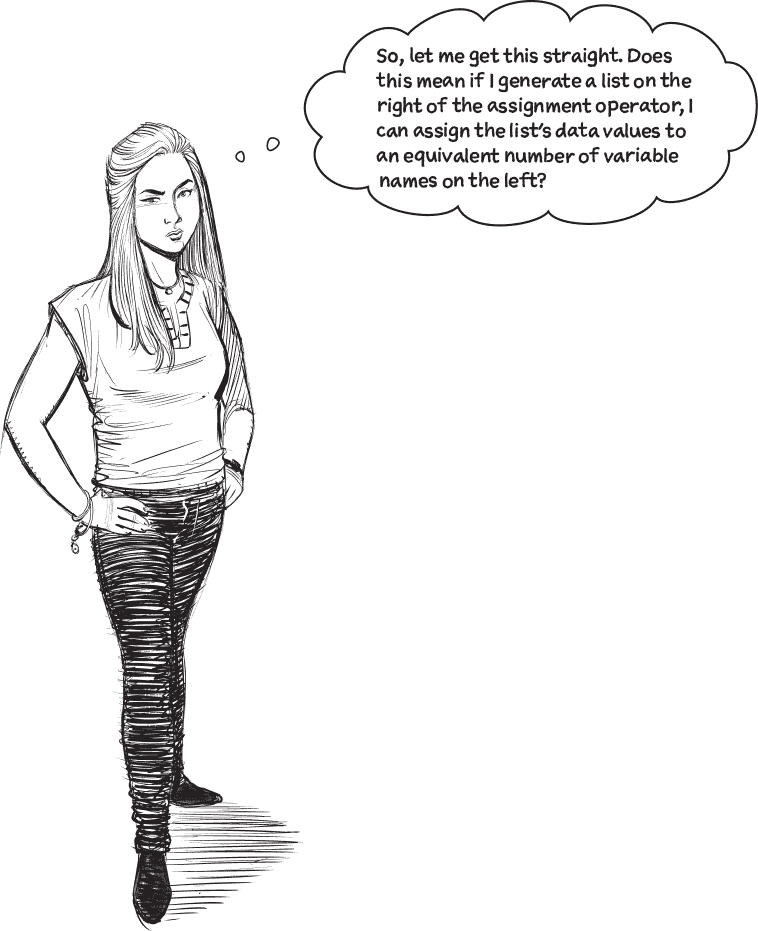 So, let me get this straight. Does
this mean if I generate a list on the
right of the assignment operator, I
can assign the list's data values to
an equivalent number of variable
names on the left?